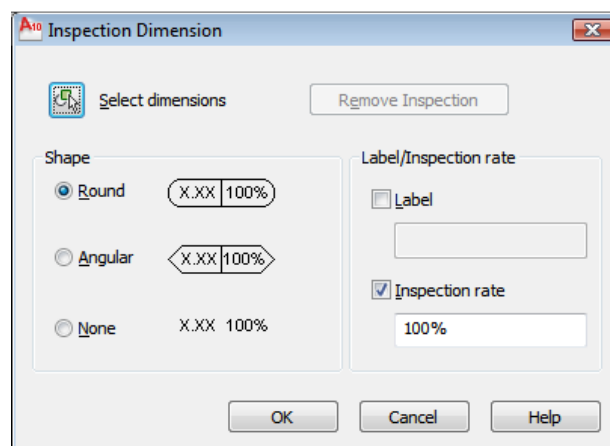 A10 Inspection Dimension
Select dimensions
Remove Inspection
Shape
Round
X.XX 100%
Angular
X.XX 100%
None
X.XX 100%
Label/Inspection rate
Label
Inspection rate
100%
OK
Cancel
Help